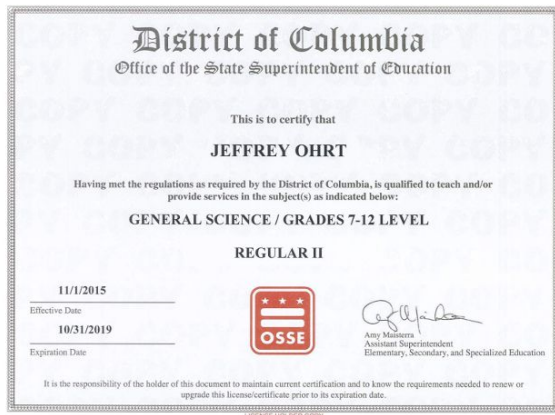 District of Columbia
Office of the State Superintendent of Education
This is to certify that
JEFFREY OHRT
Having met the regulations as required by the District of Columbia, is qualified to teach and/or
provide services in the subject(s) as indicated below:
GENERAL SCIENCE / GRADES 7-12 LEVEL
REGULAR II
11/1/2015
Effective Date
10/31/2019
Expiration Date
OSSE
Amy Maisterra
Assistant Superintendent
Elementary, Secondary, and Specialized Education
It is the responsibility of the holder of this document to maintain current certification and to know the requirements needed to renew or
upgrade this license/certificate prior to its expiration date.
LICENSE HOLDER COPY